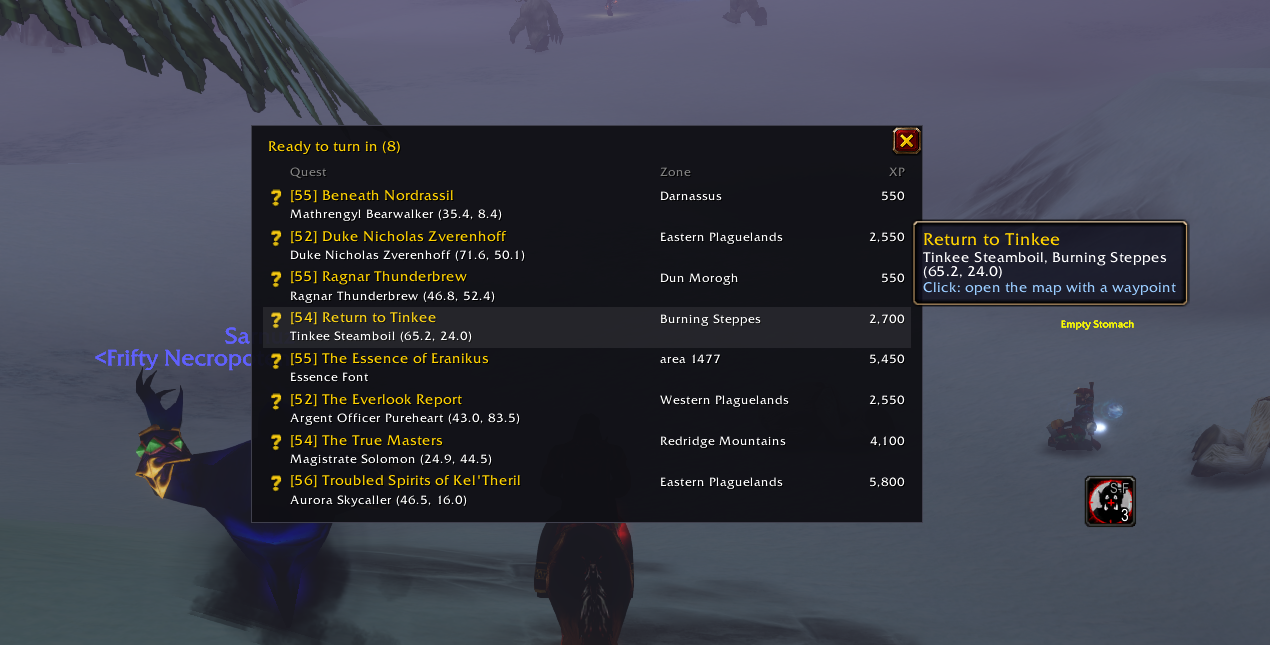 Ready to turn in (8)
Quest Zone XP
[55] Beneath Nordrassil Darnassus 550
Mathrengyl Bearwalker (35.4, 8.4)
[52] Duke Nicholas Zverenhoff Eastern Plaguelands 2,550
Duke Nicholas Zverenhoff (71.6, 50.1)
[55] Ragnar Thunderbrew Dun Morogh 550
Ragnar Thunderbrew (46.8, 52.4)
[54] Return to Tinkee Burning Steppes 2,700
Tinkee Steamboil (65.2, 24.0)
[55] The Essence of Eranikus area 1477 5,450
Essence Font
[52] The Everlook Report Western Plaguelands 2,550
Argent Officer Pureheart (43.0, 83.5)
[54] The True Masters Redridge Mountains 4,100
Magistrate Solomon (24.9, 44.5)
[56] Troubled Spirits of Kel'Theril Eastern Plaguelands 5,800
Aurora Skycaller (46.5, 16.0)
Return to Tinkee
Tinkee Steamboil, Burning Steppes
(65.2, 24.0)
Click: open the map with a waypoint
Empty Stomach
Sa
<Frifty Necropo
S-F
3